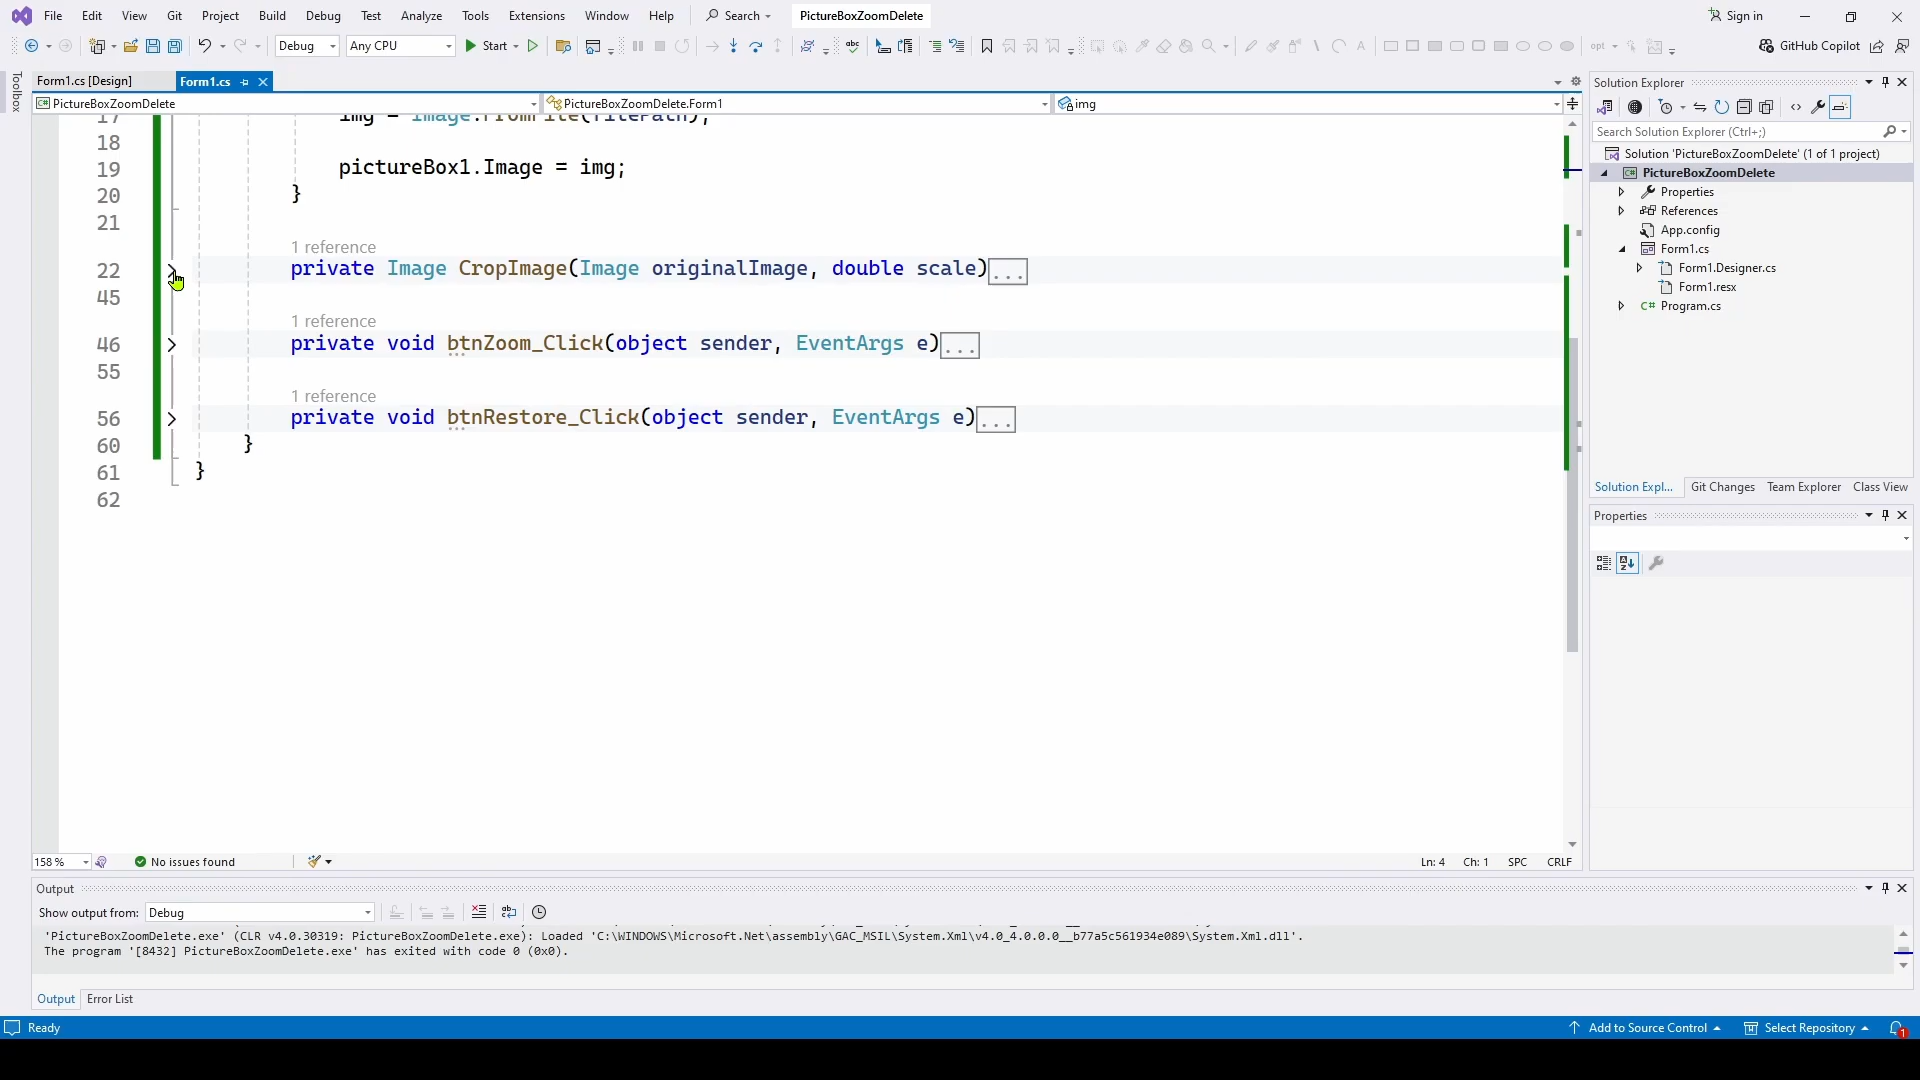 File Edit View Git Project Build Debug Test Analyze Tools Extensions Window Help Search PictureBoxZoomDelete Sign in
Debug Any CPU Start GitHub Copilot
Toolbox
Form1.cs [Design] Form1.cs
PictureBoxZoomDelete PictureBoxZoomDelete.Form1 img
17 img = Image.FromFile(filePath);
18
19 pictureBox1.Image = img;
20 }
21
1 reference
22 private Image CropImage(Image originalImage, double scale)...
45
1 reference
46 private void btnZoom_Click(object sender, EventArgs e)...
55
1 reference
56 private void btnRestore_Click(object sender, EventArgs e)...
60 }
61 }
62
158 % No issues found Ln: 4 Ch: 1 SPC CRLF
Solution Explorer
Search Solution Explorer (Ctrl+;)
Solution 'PictureBoxZoomDelete' (1 of 1 project)
PictureBoxZoomDelete
Properties
References
App.config
Form1.cs
Form1.Designer.cs
Form1.resx
C# Program.cs
Solution Expl... Git Changes Team Explorer Class View
Properties
Output
Show output from: Debug
'PictureBoxZoomDelete.exe' (CLR v4.0.30319: PictureBoxZoomDelete.exe): Loaded 'C:\WINDOWS\Microsoft.Net\assembly\GAC_MSIL\System.Xml\v4.0_4.0.0.0__b77a5c561934e089\System.Xml.dll'.
The program '[8432] PictureBoxZoomDelete.exe' has exited with code 0 (0x0).
Output Error List
Ready Add to Source Control Select Repository 1